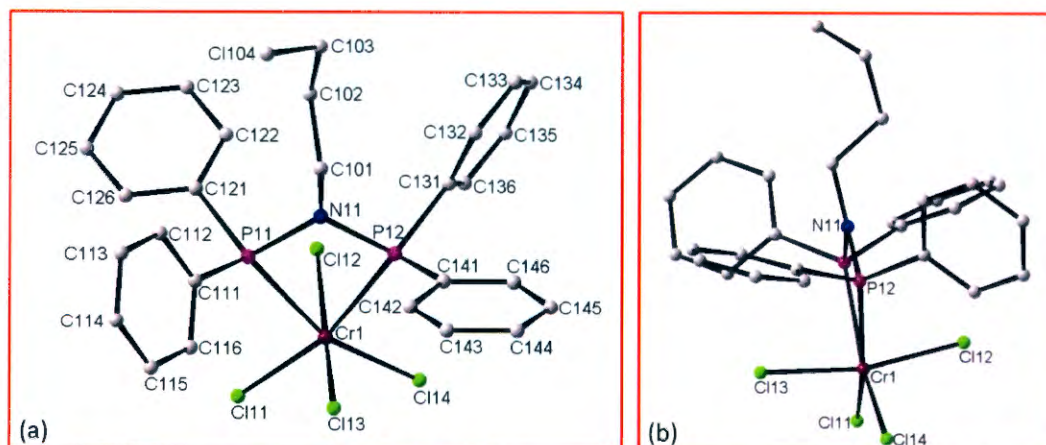 C103
Cl104
C133
C134
C123
C124
C102
C132
C122
C135
C125
C101
C131
C136
C126
C121
N11
P11
P12
C112
C113
Cl12
C141
C146
C111
C142
C145
C114
Cr1
C143
C144
C116
C115
Cl14
Cl11
Cl13
(a)
N11
P12
Cl12
Cl13
Cr1
Cl11
Cl14
(b)